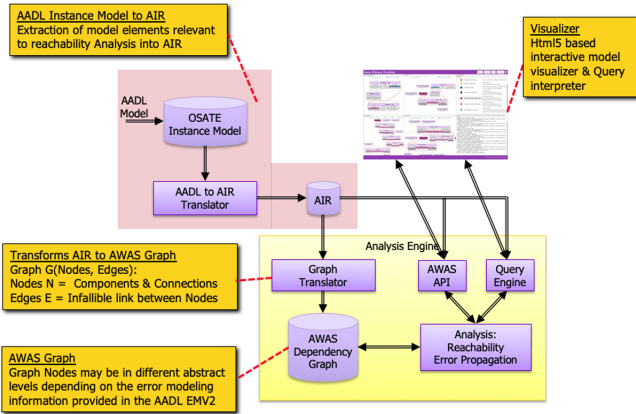 AADL Instance Model to AIR
Extraction of model elements relevant
to reachability Analysis into AIR
Visualizer
Html5 based
interactive model
visualizer & Query
interpreter
AADL
Model
OSATE
Instance Model
AADL to AIR
Translator
AIR
Transforms AIR to AWAS Graph
Graph G(Nodes, Edges):
Nodes N = Components & Connections
Edges E = Infallible link between Nodes
Analysis Engine
Graph
Translator
AWAS
API
Query
Engine
AWAS Graph
Graph Nodes may be in different abstract
levels depending on the error modeling
information provided in the AADL EMV2
AWAS
Dependency
Graph
Analysis:
Reachability
Error Propagation